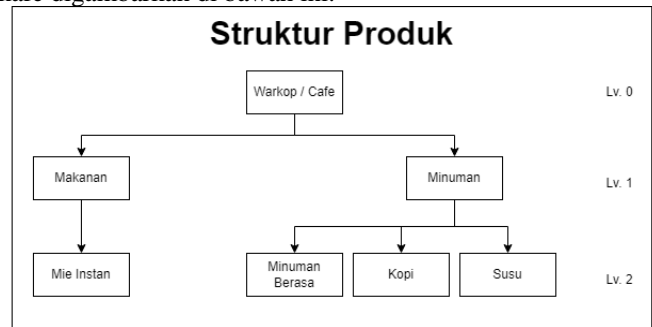 Struktur Produk
Warkop / Cafe
Lv. 0
Makanan
Minuman
Lv. 1
Mie Instan
Minuman
Berasa
Kopi
Susu
Lv. 2